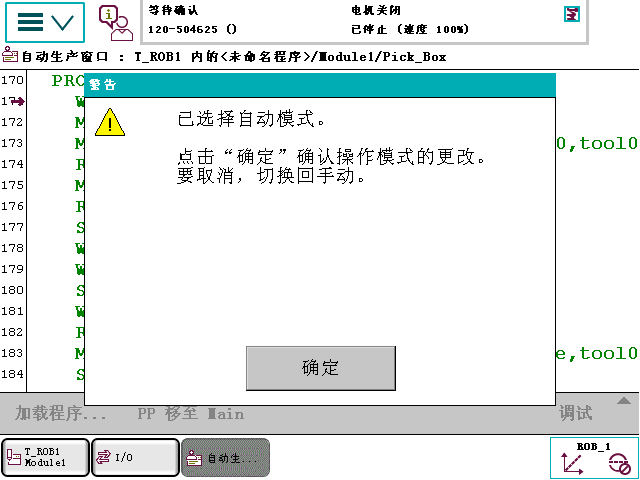 等待确认
电机关闭
120-504625 ()
已停止 (速度 100%)
自动生产窗口 : T_ROB1 内的<未命名程序>/Module1/Pick_Box
170 PRO
警告
W
172 M
173 M 0,tool0
174 R
175 M
176 R
177 S
178 W
179 W
180 S
181 W
182 R
183 M e,tool0
184 S
已选择自动模式。
点击“确定”确认操作模式的更改。
要取消, 切换回手动。
确定
加载程序... PP 移至 Main 调试
T_ROB1
Module1
I/O
自动生...
ROB_1